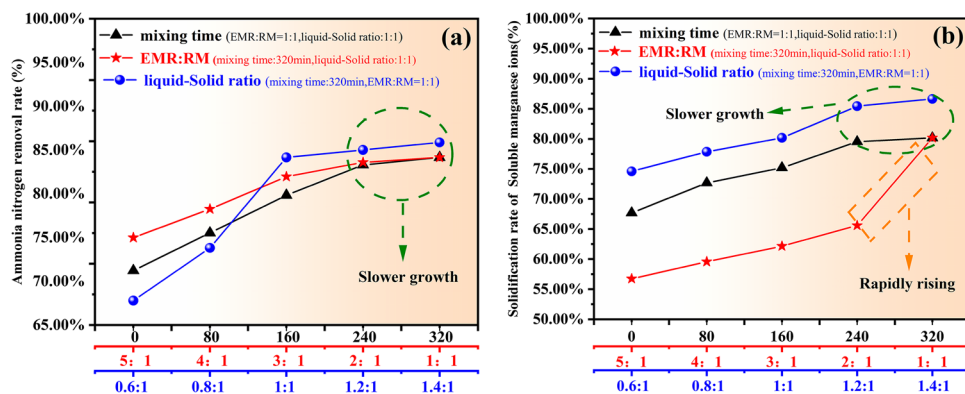 100.00%
95.00%
90.00%
85.00%
80.00%
75.00%
70.00%
65.00%
Ammonia nitrogen removal rate (%)
mixing time (EMR:RM=1:1,liquid-Solid ratio:1:1)
EMR:RM (mixing time:320min,liquid-Solid ratio:1:1)
liquid-Solid ratio (mixing time:320min,EMR:RM=1:1)
(a)
Slower growth
0 80 160 240 320
5: 1 4: 1 3: 1 2: 1 1: 1
0.6:1 0.8:1 1:1 1.2:1 1.4:1
100.00%
95.00%
90.00%
85.00%
80.00%
75.00%
70.00%
65.00%
60.00%
55.00%
50.00%
Solidification rate of Soluble manganese ions(%)
mixing time (EMR:RM=1:1,liquid-Solid ratio:1:1)
EMR:RM (mixing time:320min,liquid-Solid ratio:1:1)
liquid-Solid ratio (mixing time:320min,EMR:RM=1:1)
(b)
Slower growth
Rapidly rising
0 80 160 240 320
5: 1 4: 1 3: 1 2: 1 1: 1
0.6:1 0.8:1 1:1 1.2:1 1.4:1